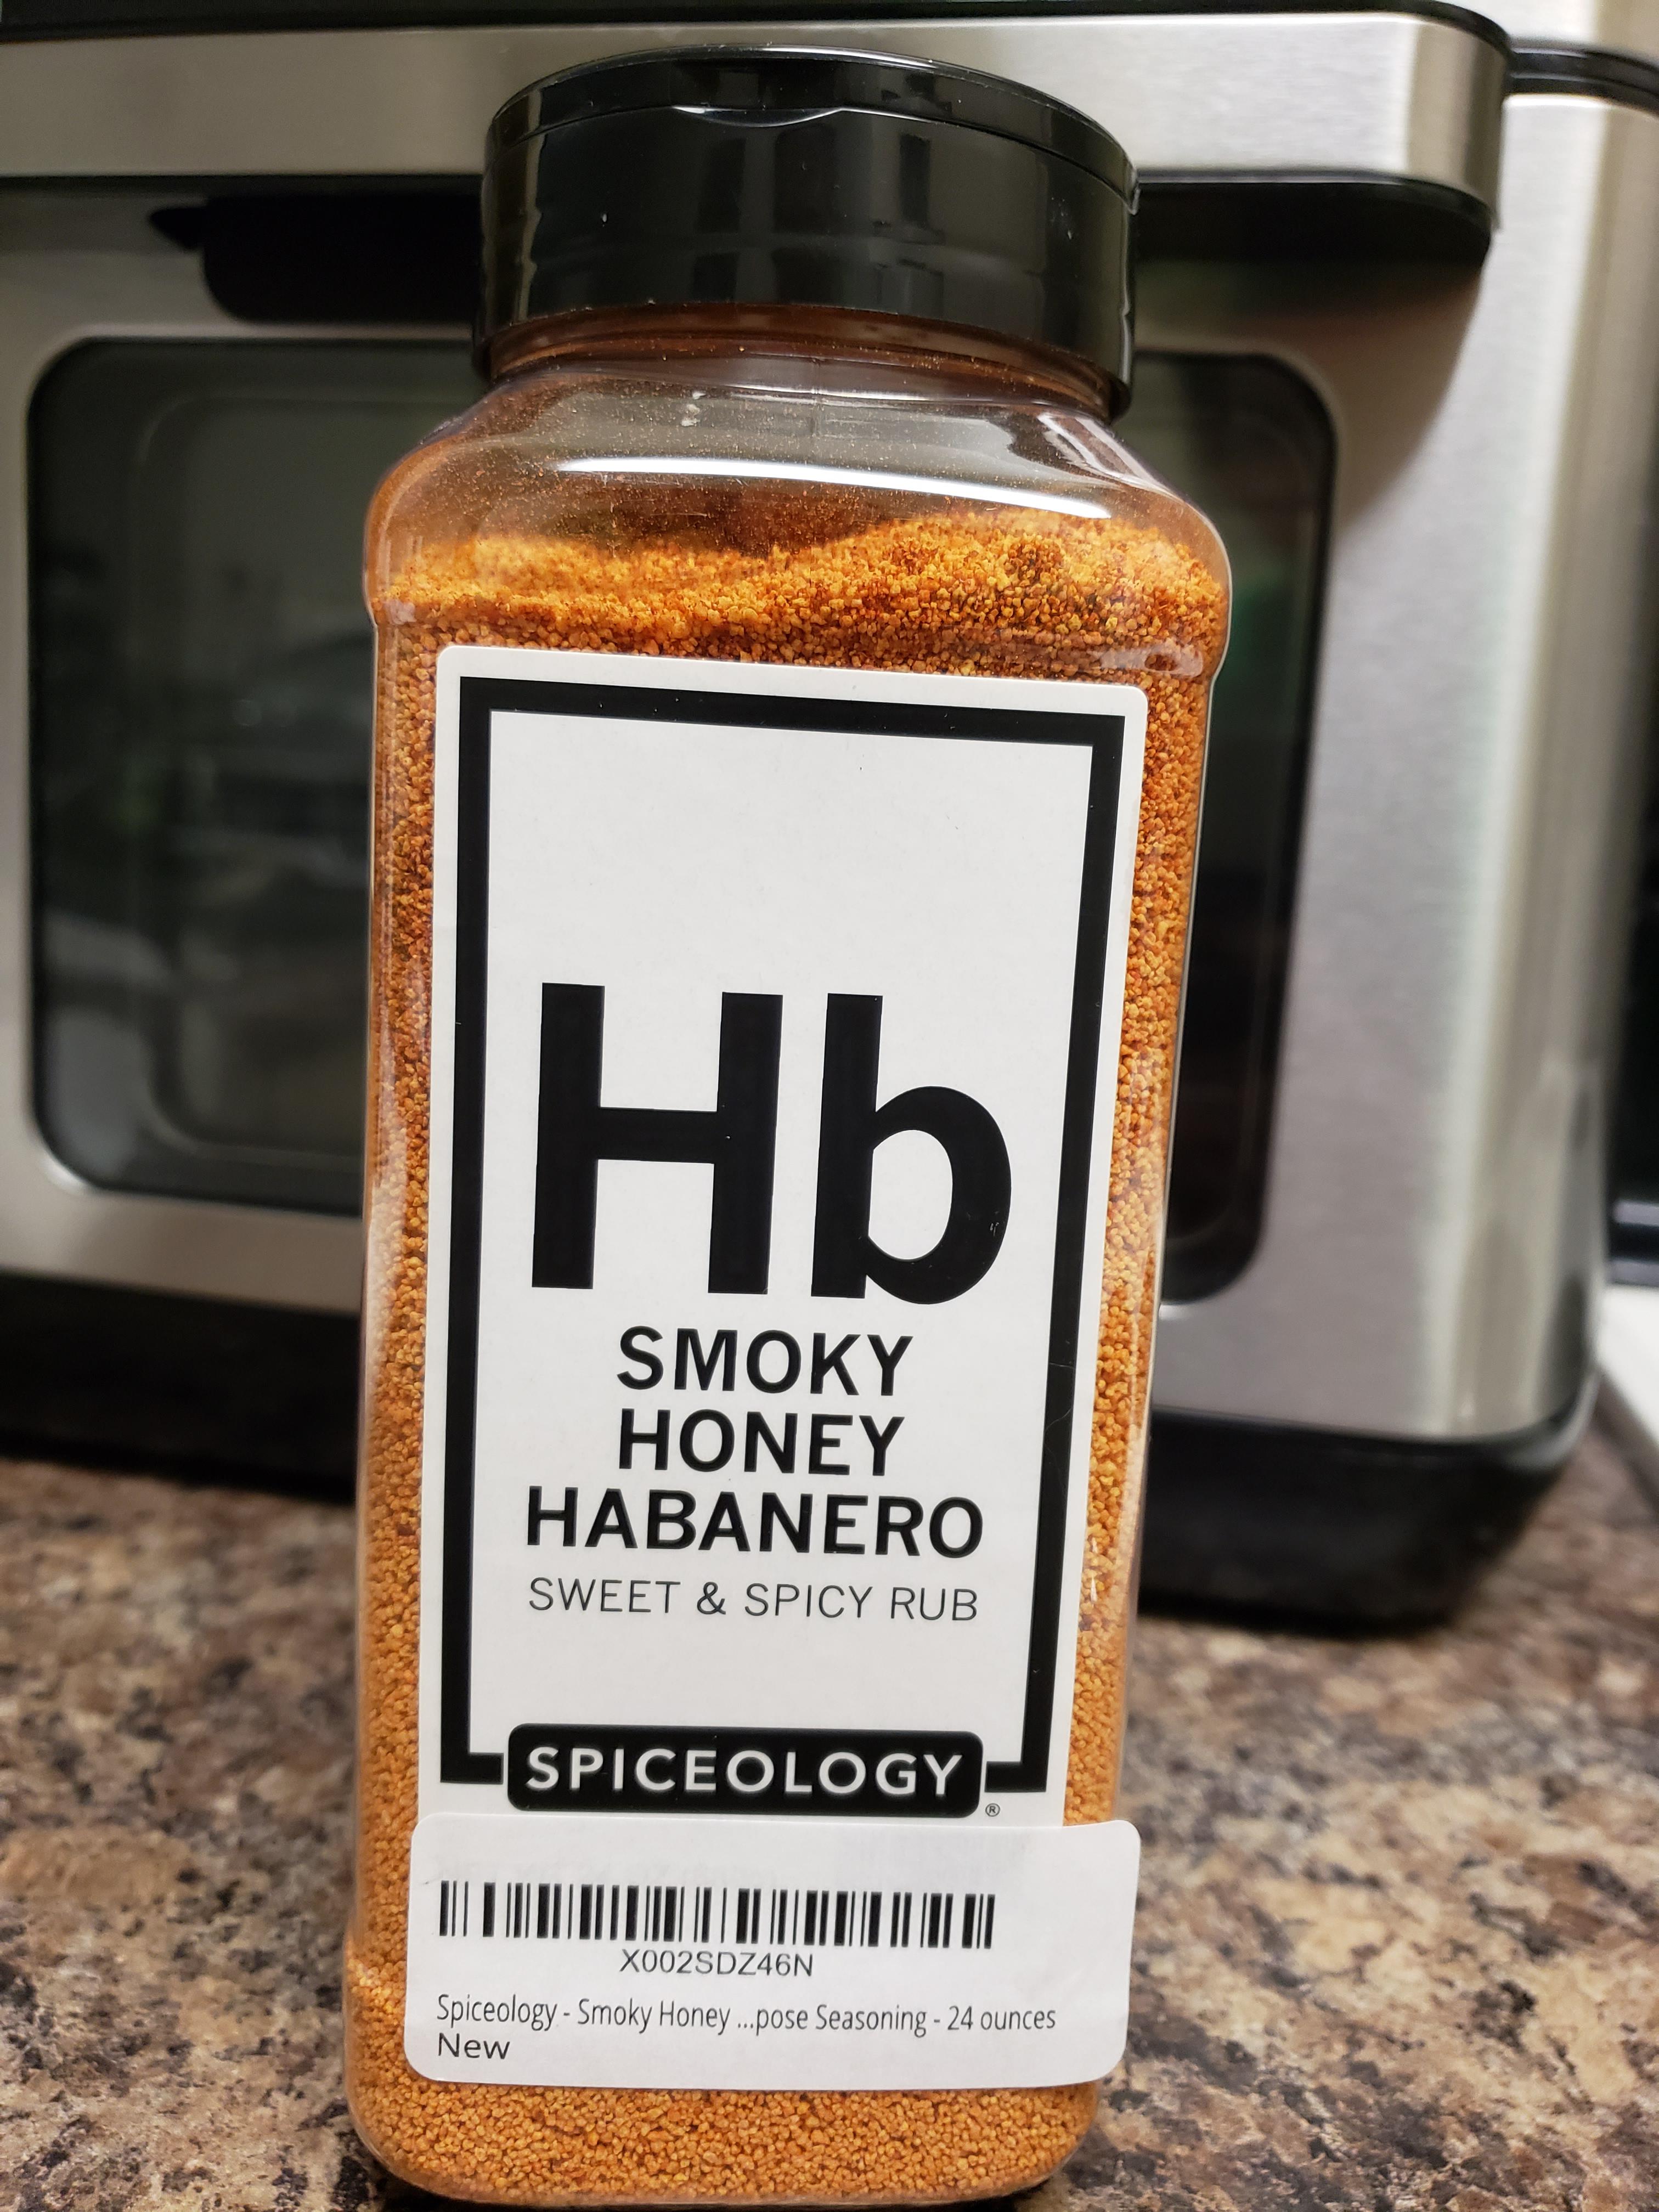 Hb
SMOKY
HONEY
HABANERO
SWEET & SPICY RUB
SPICEOLOGY
®
X002SDZ46N
Spiceology - Smoky Honey ...pose Seasoning - 24 ounces
New